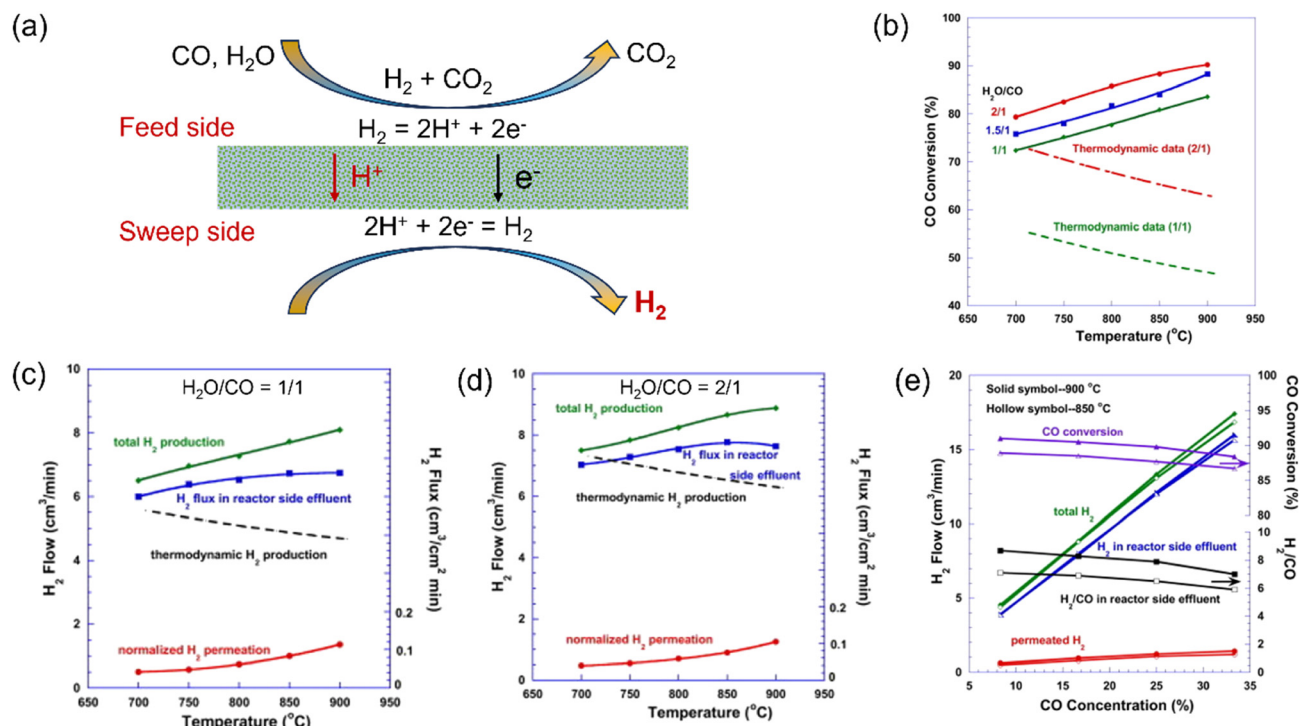 (a)
CO, H₂O
CO₂
H₂ + CO₂
Feed side
H₂ = 2H⁺ + 2e⁻
H⁺
e⁻
Sweep side
2H⁺ + 2e⁻ = H₂
H₂
(b)
CO Conversion (%)
100
90
80
70
60
50
40
H₂O/CO
2/1
1.5/1
1/1
Thermodynamic data (2/1)
Thermodynamic data (1/1)
650 700 750 800 850 900 950
Temperature (°C)
(c)
H₂O/CO = 1/1
H₂ Flow (cm³/min)
10
8
6
4
2
0
total H₂ production
H₂ flux in reactor side effluent
thermodynamic H₂ production
normalized H₂ permeation
H₂ Flux (cm³/cm² min)
0.2
0.1
0
650 700 750 800 850 900 950
Temperature (°C)
(d)
H₂O/CO = 2/1
H₂ Flow (cm³/min)
10
8
6
4
2
0
total H₂ production
H₂ flux in reactor
side effluent
thermodynamic H₂ production
normalized H₂ permeation
H₂ Flux (cm³/cm² min)
0.2
0.1
0
650 700 750 800 850 900 950
Temperature (°C)
(e)
H₂ Flow (cm³/min)
20
15
10
5
0
Solid symbol--900 °C
Hollow symbol--850 °C
CO conversion
total H₂
H₂ in reactor side effluent
H₂/CO in reactor side effluent
permeated H₂
CO Conversion (%)
100
95
90
85
80
H₂/CO
10
8
6
4
2
0
5 10 15 20 25 30 35
CO Concentration (%)